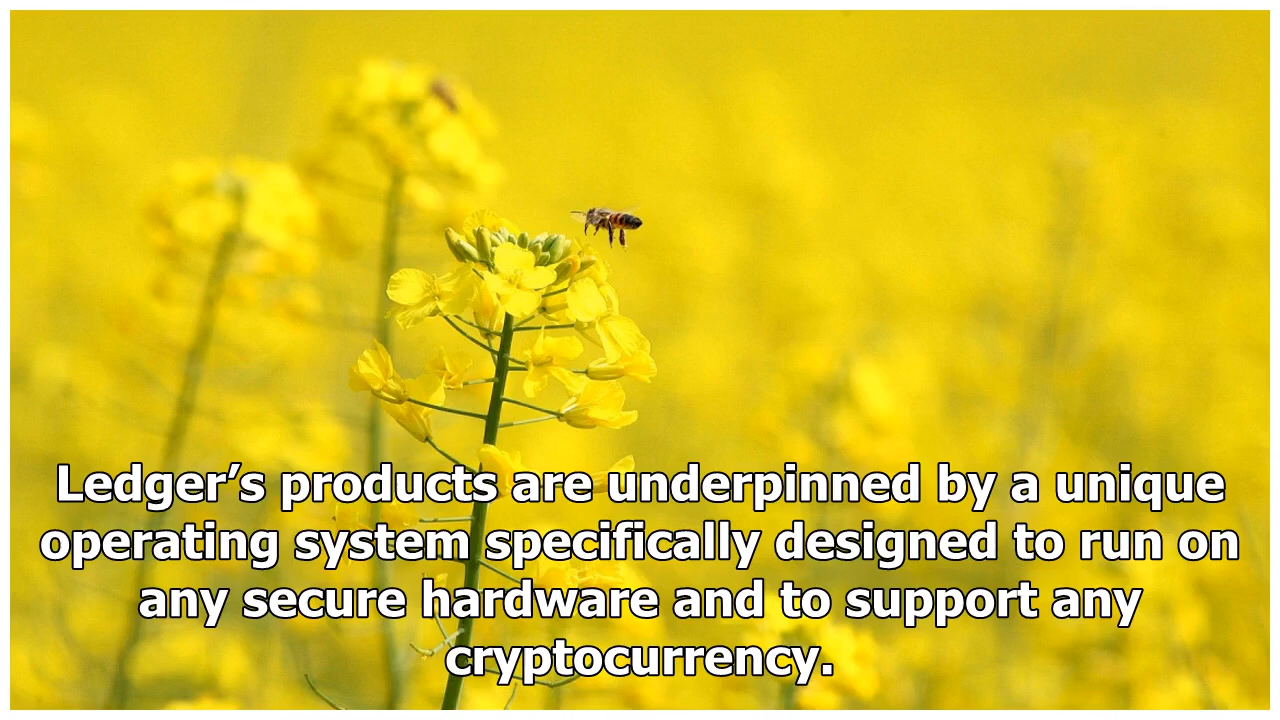 Ledger’s products are underpinned by a unique
operating system specifically designed to run on
any secure hardware and to support any
cryptocurrency.